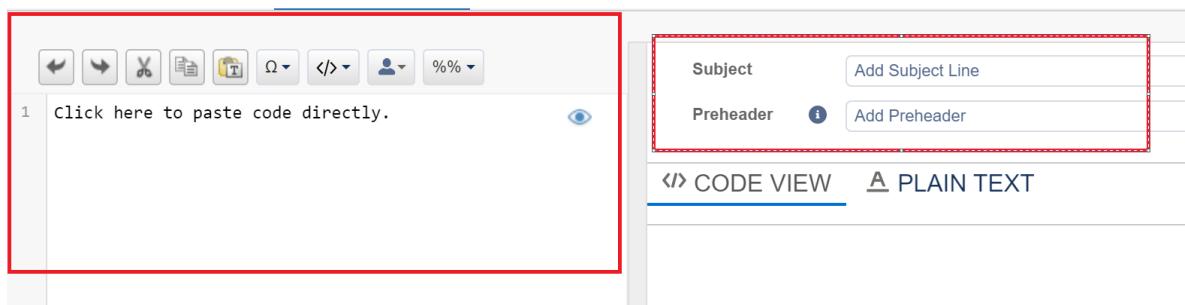 Ω </> %%
1 Click here to paste code directly.
Subject Add Subject Line
Preheader i Add Preheader
</> CODE VIEW A PLAIN TEXT